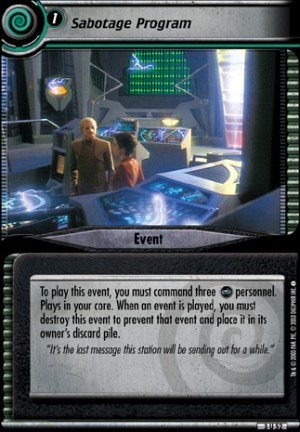 1
Sabotage Program
Event
To play this event, you must command three personnel.
Plays in your core. When an event is played, you must
destroy this event to prevent that event and place it in its
owner's discard pile.
"It's the last message this station will be sending out for a while."
3 U 52